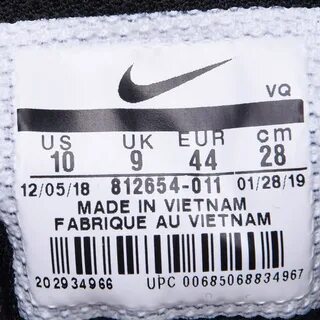 VQ
US UK EUR cm
10 9 44 28
12/05/18 812654-011 01/28/19
MADE IN VIETNAM
FABRIQUE AU VIETNAM
202934966 UPC 00685068834967